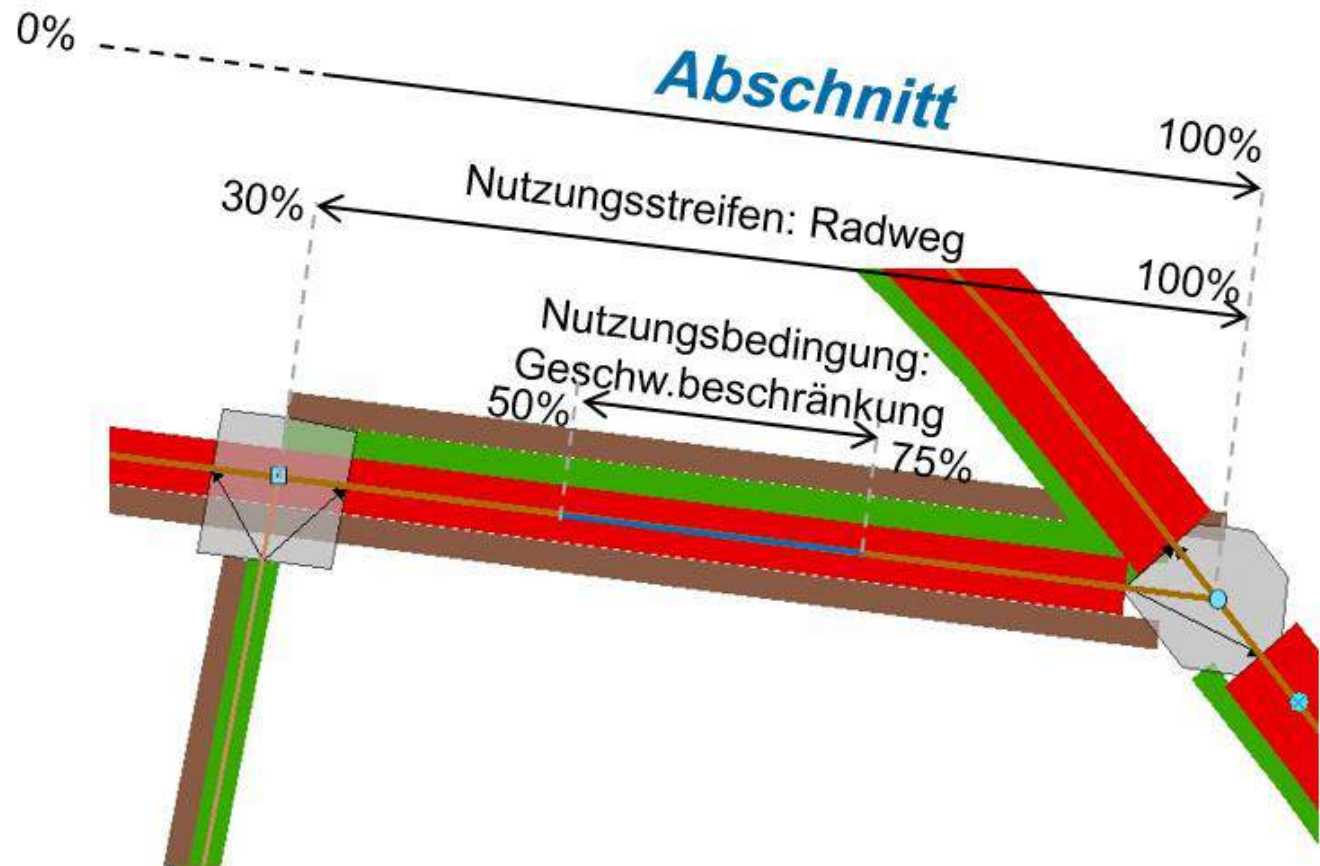 0%
Abschnitt
100%
30%
Nutzungsstreifen: Radweg
100%
Nutzungsbedingung:
Geschw.beschränkung
50%
75%